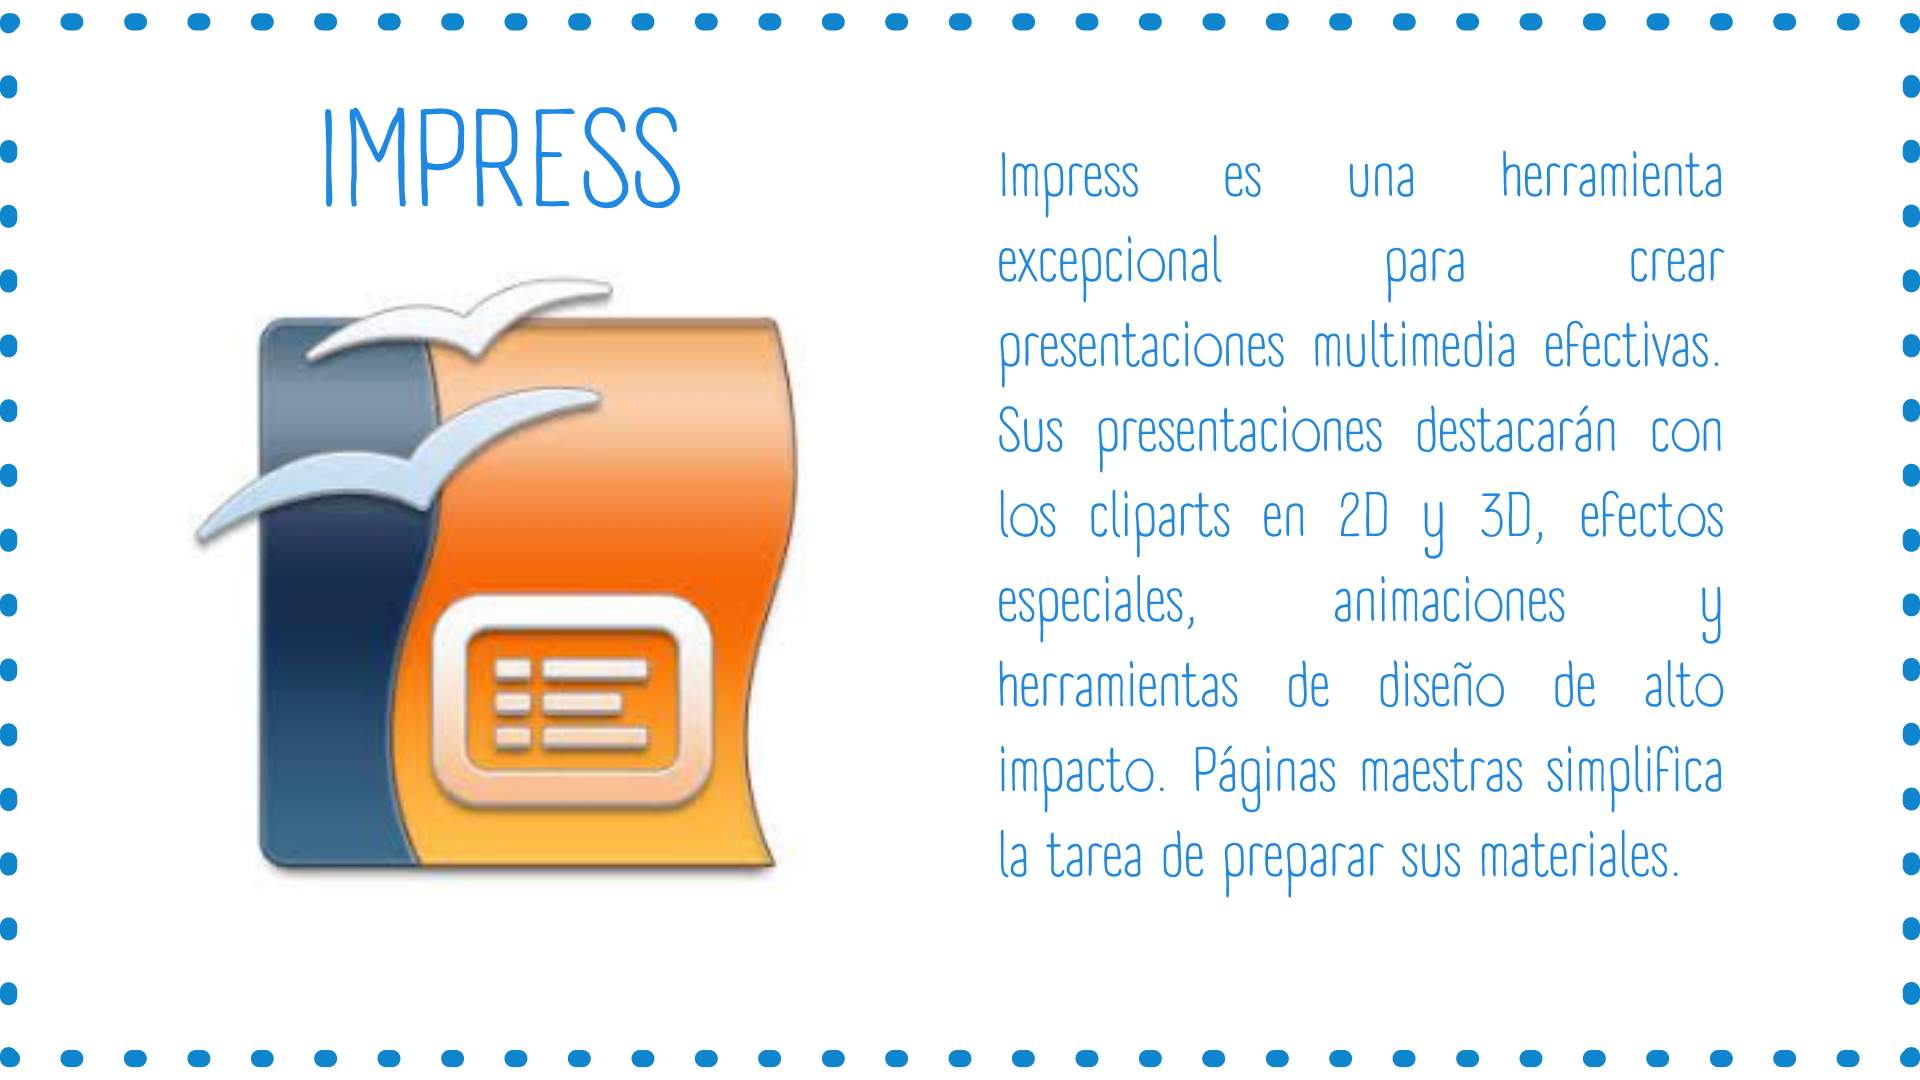 IMPRESS
Impress es una herramienta
excepcional para crear
presentaciones multimedia efectivas.
Sus presentaciones destacarán con
los cliparts en 2D y 3D, efectos
especiales, animaciones y
herramientas de diseño de alto
impacto. Páginas maestras simplifica
la tarea de preparar sus materiales.